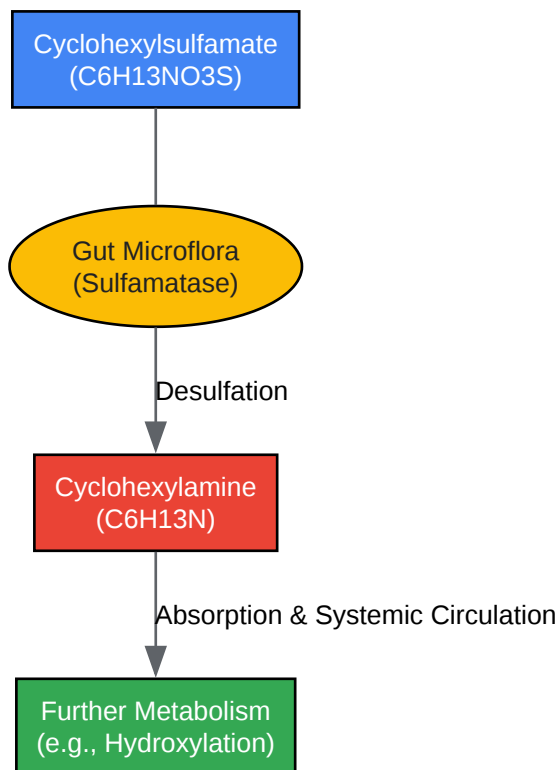 Cyclohexylsulfamate
(C6H13NO3S)
Gut Microflora
(Sulfamatase)
Desulfation
Cyclohexylamine
(C6H13N)
Absorption & Systemic Circulation
Further Metabolism
(e.g., Hydroxylation)